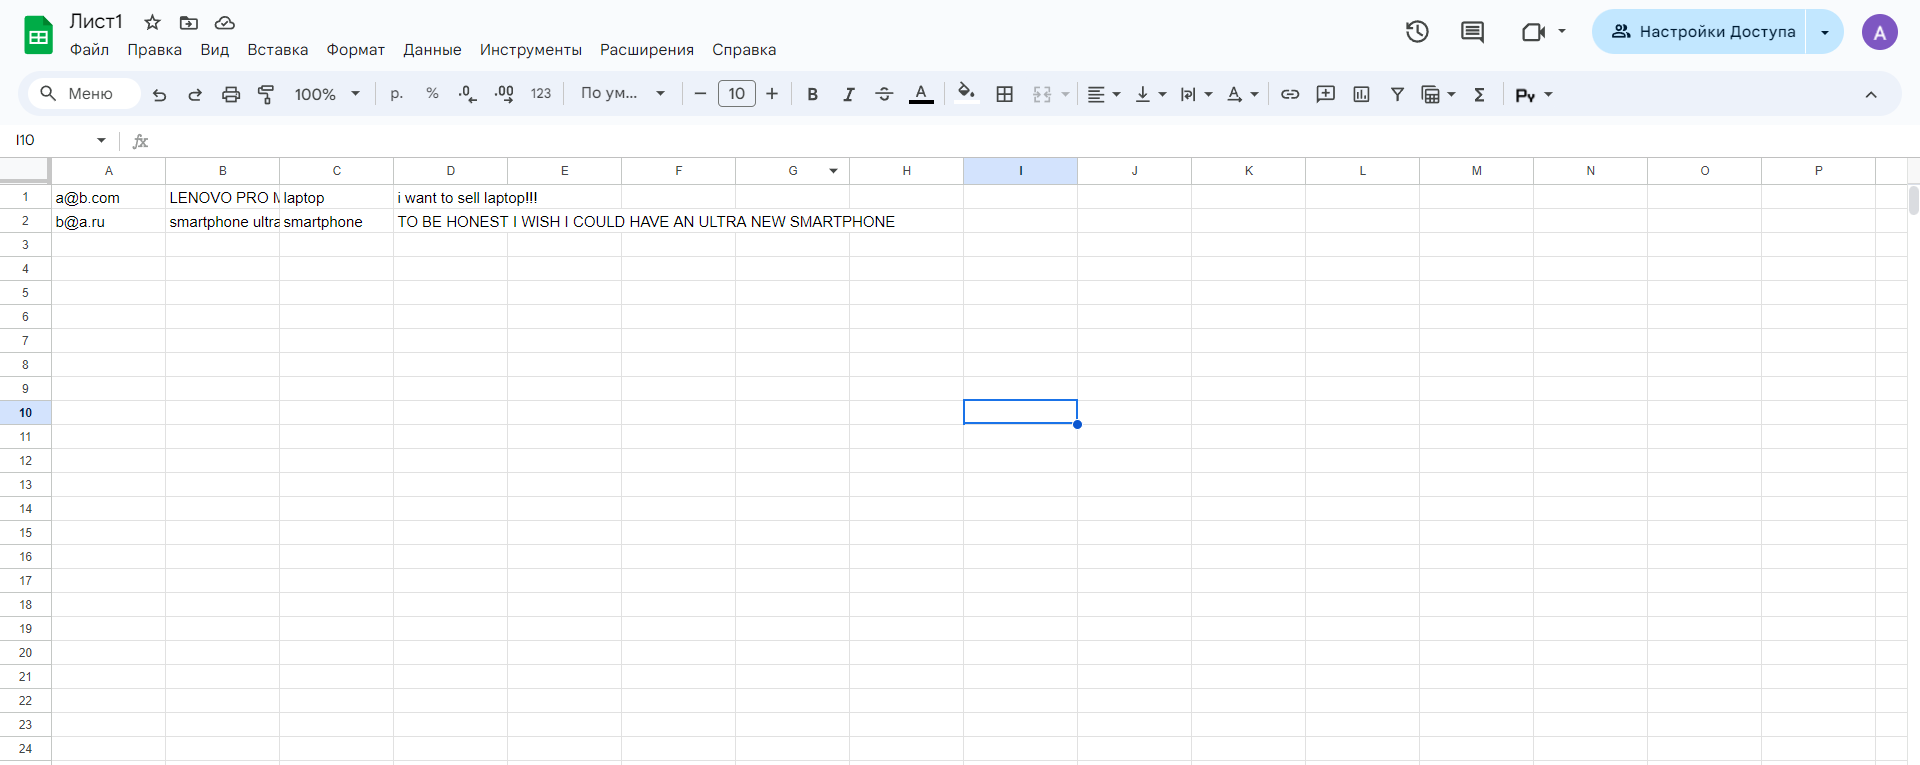 Лист1
Файл Правка Вид Вставка Формат Данные Инструменты Расширения Справка
Настройки Доступа
A
Меню 100% р. % .0 .00 123 По ум... 10 B I S A Σ Py
I10 fx
A B C D E F G H I J K L M N O P
1 a@b.com LENOVO PRO M laptop i want to sell laptop!!!
2 b@a.ru smartphone ultra smartphone TO BE HONEST I WISH I COULD HAVE AN ULTRA NEW SMARTPHONE
3
4
5
6
7
8
9
10
11
12
13
14
15
16
17
18
19
20
21
22
23
24